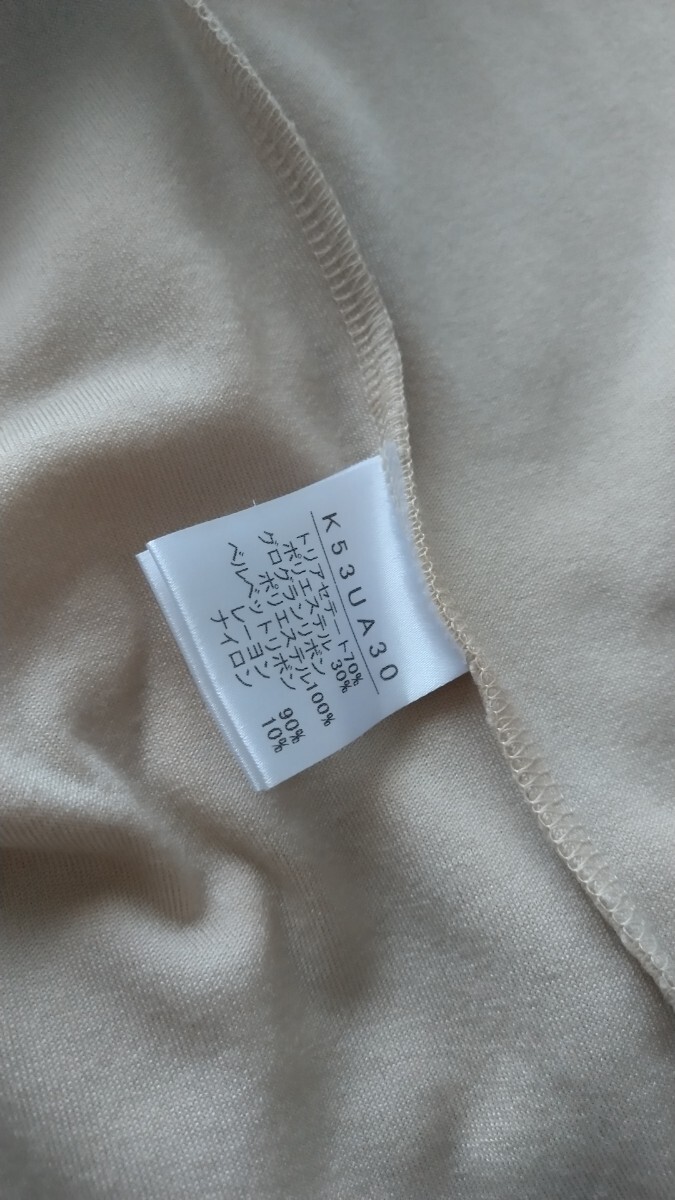 K53UA30
トリアセテート70%
ポリエステル 30%
グログランリボン
ポリエステル100%
ベルベットリボン
レーヨン 90%
ナイロン 10%